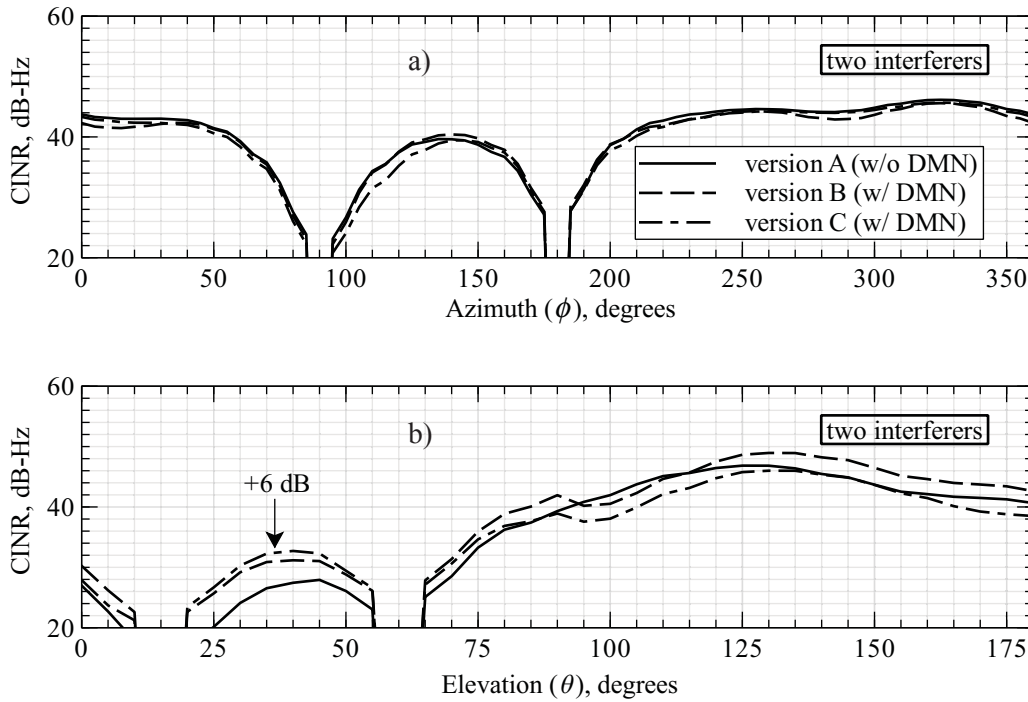 60
a)
two interferers
CINR, dB-Hz
40
version A (w/o DMN)
version B (w/ DMN)
version C (w/ DMN)
20
0 50 100 150 200 250 300 350
Azimuth (ϕ), degrees
60
b)
two interferers
+6 dB
CINR, dB-Hz
40
20
0 25 50 75 100 125 150 175
Elevation (θ), degrees